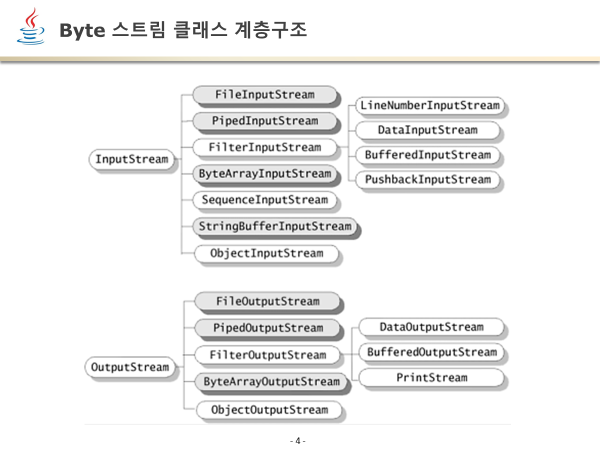 Byte 스트림 클래스 계층구조
InputStream
FileInputStream
PipedInputStream
FilterInputStream
ByteArrayInputStream
SequenceInputStream
StringBufferInputStream
ObjectInputStream
LineNumberInputStream
DataInputStream
BufferedInputStream
PushbackInputStream
OutputStream
FileOutputStream
PipedOutputStream
FilterOutputStream
ByteArrayOutputStream
ObjectOutputStream
DataOutputStream
BufferedOutputStream
PrintStream
- 4 -